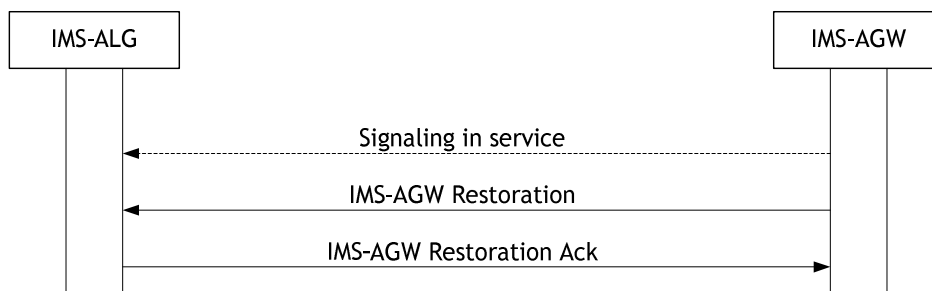 IMS-ALG
IMS-AGW
Signaling in service
IMS-AGW Restoration
IMS-AGW Restoration Ack